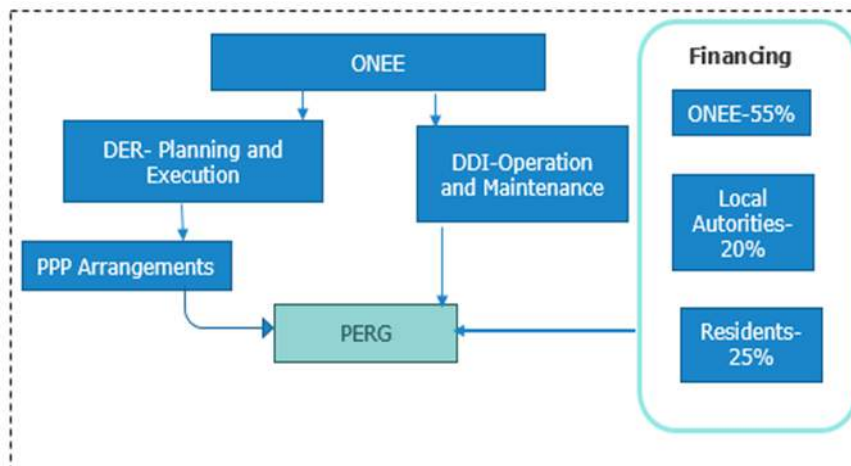 ONEE
DER- Planning and
Execution
DDI-Operation
and Maintenance
PPP Arrangements
PERG
Financing
ONEE-55%
Local
Autorities-
20%
Residents-
25%